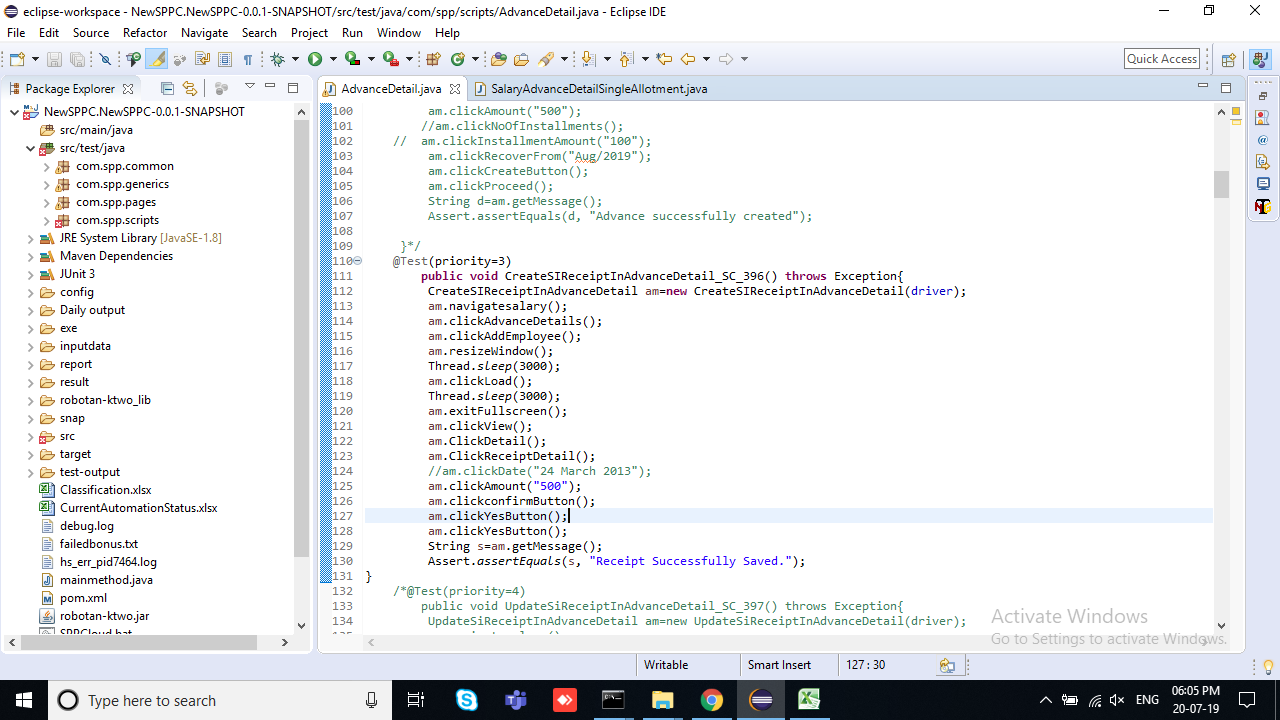 eclipse-workspace - NewSPPC.NewSPPC-0.0.1-SNAPSHOT/src/test/java/com/spp/scripts/AdvanceDetail.java - Eclipse IDE
File Edit Source Refactor Navigate Search Project Run Window Help
Quick Access
Package Explorer
AdvanceDetail.java
SalaryAdvanceDetailSingleAllotment.java
NewSPPC.NewSPPC-0.0.1-SNAPSHOT
src/main/java
src/test/java
com.spp.common
com.spp.generics
com.spp.pages
com.spp.scripts
JRE System Library [JavaSE-1.8]
Maven Dependencies
JUnit 3
config
Daily output
exe
inputdata
report
result
robotan-ktwo_lib
snap
src
target
test-output
Classification.xlsx
CurrentAutomationStatus.xlsx
debug.log
failedbonus.txt
hs_err_pid7464.log
mainmethod.java
pom.xml
robotan-ktwo.jar
SPPCloud.bat
100 am.clickAmount("500");
101 //am.clickNoOfInstallments();
102 // am.clickInstallmentAmount("100");
103 am.clickRecoverFrom("Aug/2019");
104 am.clickCreateButton();
105 am.clickProceed();
106 String d=am.getMessage();
107 Assert.assertEquals(d, "Advance successfully created");
108
109 }*/
110 @Test(priority=3)
111 public void CreateSIReceiptInAdvanceDetail_SC_396() throws Exception{
112 CreateSIReceiptInAdvanceDetail am=new CreateSIReceiptInAdvanceDetail(driver);
113 am.navigatesalary();
114 am.clickAdvanceDetails();
115 am.clickAddEmployee();
116 am.resizeWindow();
117 Thread.sleep(3000);
118 am.clickLoad();
119 Thread.sleep(3000);
120 am.exitFullscreen();
121 am.clickView();
122 am.ClickDetail();
123 am.ClickReceiptDetail();
124 //am.clickDate("24 March 2013");
125 am.clickAmount("500");
126 am.clickconfirmButton();
127 am.clickYesButton();
128 am.clickYesButton();
129 String s=am.getMessage();
130 Assert.assertEquals(s, "Receipt Successfully Saved.");
131 }
132 /*@Test(priority=4)
133 public void UpdateSiReceiptInAdvanceDetail_SC_397() throws Exception{
134 UpdateSiReceiptInAdvanceDetail am=new UpdateSiReceiptInAdvanceDetail(driver);
Activate Windows
Go to Settings to activate Windows.
Writable Smart Insert 127 : 30
Type here to search
ENG
06:05 PM
20-07-19